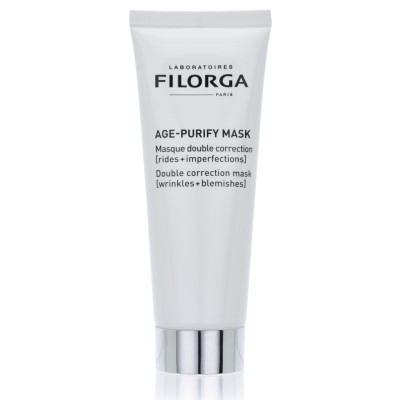 LABORATOIRES
FILORGA
PARIS
AGE-PURIFY MASK
Masque double correction
[rides+imperfections]
Double correction mask
[wrinkles+blemishes]